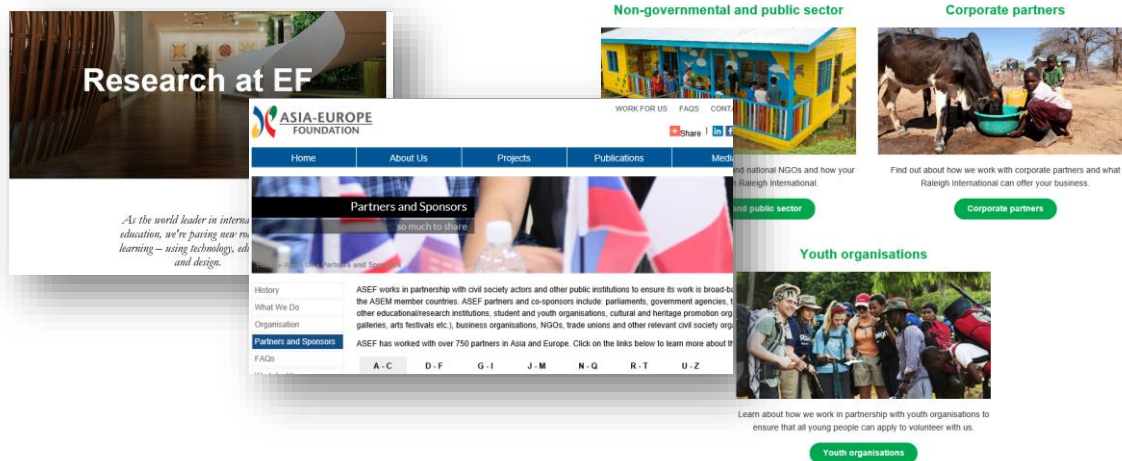 Research at EF
As the world leader in interna
education, we're paving new
learning – using technology,
and design.
ASIA-EUROPE
FOUNDATION
WORK FOR US FAQS
Share
Home About Us Projects Publications Media
Partners and Sponsors
so much to share
Partners and Sponsors
History
What We Do
Organisation
Partners and Sponsors
FAQs
ASEF works in partnership with civil society actors and other public institutions to ensure its work is broad-ba
the ASEM member countries. ASEF partners and co-sponsors include: parliaments, government agencies,
other educational/research institutions, student and youth organisations, cultural and heritage promotion
galleries, arts festivals etc.), business organisations, NGOs, trade unions and other relevant civil society
ASEF has worked with over 750 partners in Asia and Europe. Click on the links below to learn more about
A - C D - F G - I J - M N - Q R - T U - Z
Non-governmental and public sector
and national NGOs and how your
Raleigh International.
and public sector
Corporate partners
Find out about how we work with corporate partners and what
Raleigh International can offer your business.
Corporate partners
Youth organisations
Learn about how we work in partnership with youth organisations to
ensure that all young people can apply to volunteer with us.
Youth organisations